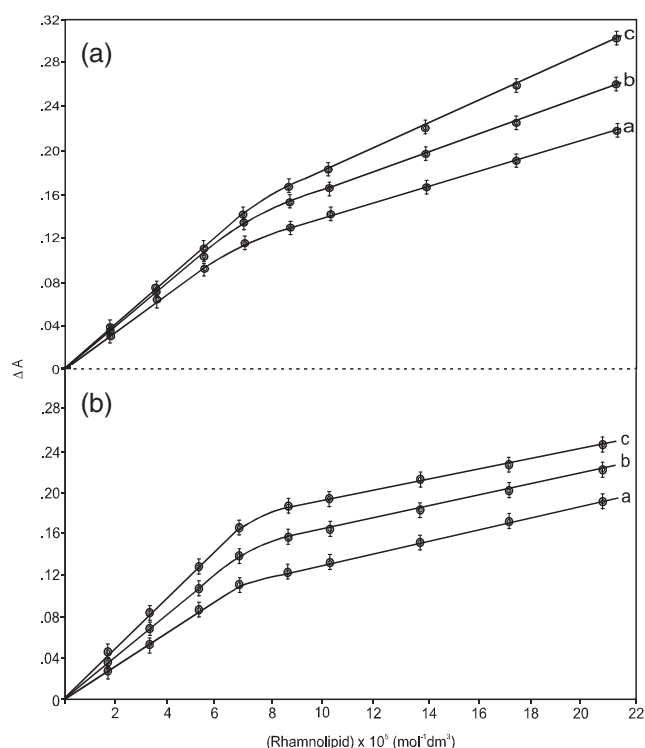 .32
(a)
c
.28
b
.24
a
.20
.16
.12
.08
.04
0
Δ A
(b)
.28
c
.24
b
.20
a
.16
.12
.08
.04
0
2 4 6 8 10 12 14 16 18 20 22
(Rhamnolipid) x 10⁵ (mol⁻¹dm³)